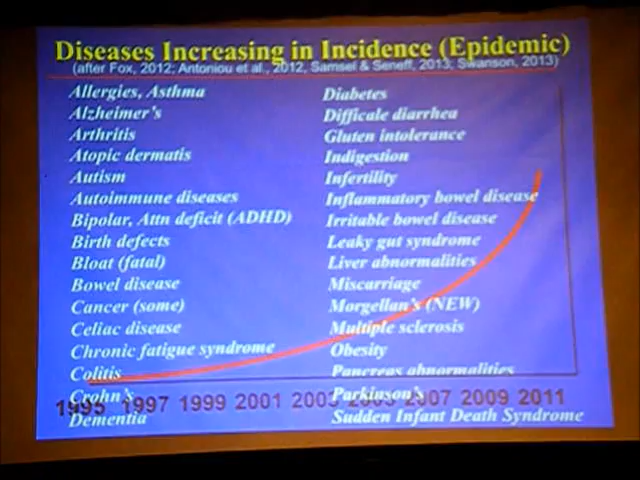 Diseases Increasing in Incidence (Epidemic)
(after Fox, 2012; Antoniou et al., 2012, Samsel & Seneff, 2013; Swanson, 2013)
Allergies, Asthma
Alzheimer's
Arthritis
Atopic dermatis
Autism
Autoimmune diseases
Bipolar, Attn deficit (ADHD)
Birth defects
Bloat (fatal)
Bowel disease
Cancer (some)
Celiac disease
Chronic fatigue syndrome
Colitis
Crohn's
Dementia
Diabetes
Difficale diarrhea
Gluten intolerance
Indigestion
Infertility
Inflammatory bowel disease
Irritable bowel disease
Leaky gut syndrome
Liver abnormalities
Miscarriage
Morgellan's (NEW)
Multiple sclerosis
Obesity
Pancreas abnormalities
Parkinson's
Sudden Infant Death Syndrome
1995 1997 1999 2001 2003 2005 2007 2009 2011